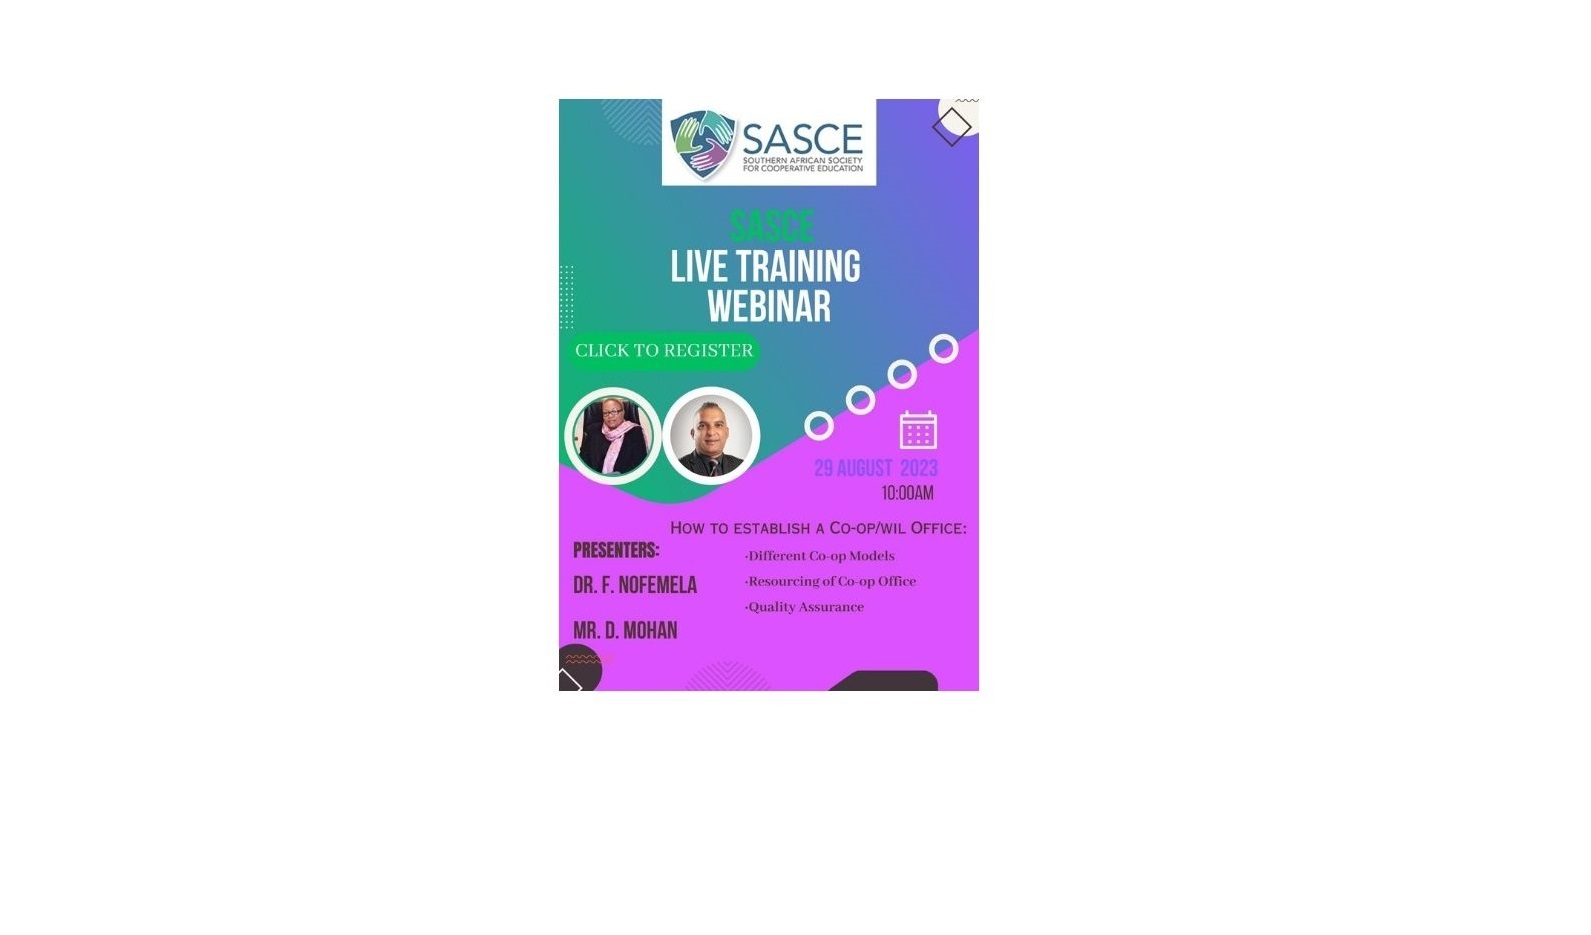 SASCE
SOUTHERN AFRICAN SOCIETY
FOR COOPERATIVE EDUCATION
SASCE
LIVE TRAINING
WEBINAR
CLICK TO REGISTER
29 AUGUST 2023
10:00AM
HOW TO ESTABLISH A CO-OP/WIL OFFICE:
PRESENTERS:
DR. F. NOFEMELA
MR. D. MOHAN
·Different Co-op Models
·Resourcing of Co-op Office
·Quality Assurance